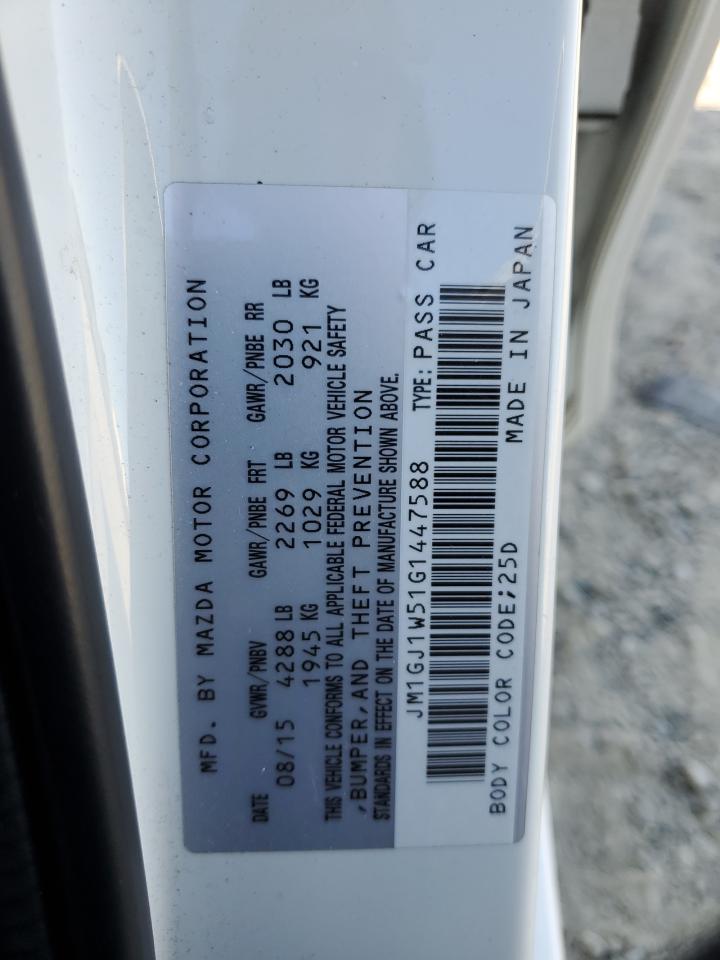 MFD. BY MAZDA MOTOR CORPORATION
DATE GVWR/PNBV GAWR/PNBE FRT GAWR/PNBE RR
08/15 4288 LB 2269 LB 2030 LB
1945 KG 1029 KG 921 KG
THIS VEHICLE CONFORMS TO ALL APPLICABLE FEDERAL MOTOR VEHICLE SAFETY
,BUMPER,AND THEFT PREVENTION
STANDARDS IN EFFECT ON THE DATE OF MANUFACTURE SHOWN ABOVE.
JM1GJ1W51G1447588 TYPE: PASS CAR
BODY COLOR CODE;25D MADE IN JAPAN